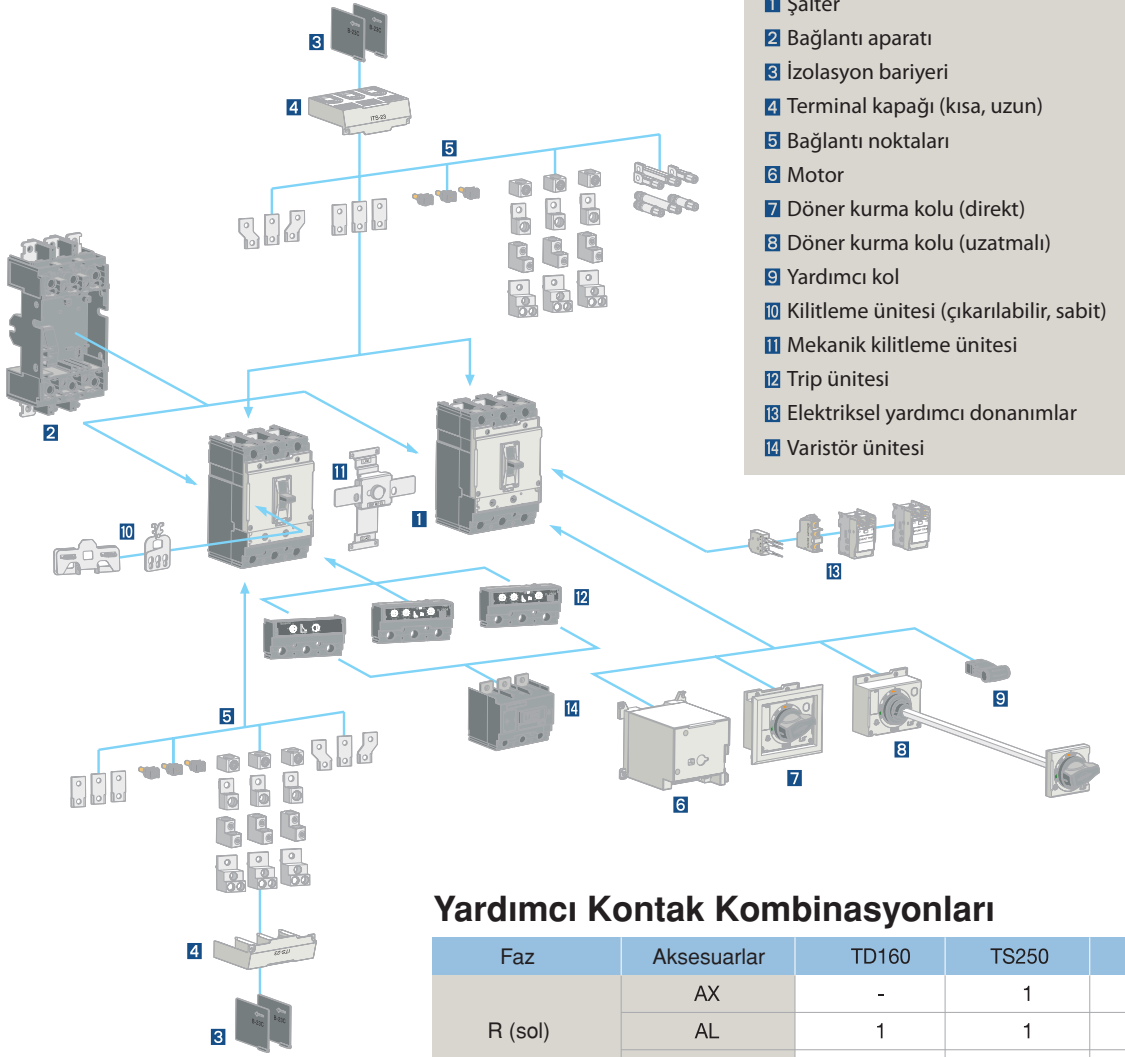 1 Şalter
2 Bağlantı aparatı
3 İzolasyon bariyeri
4 Terminal kapağı (kısa, uzun)
5 Bağlantı noktaları
6 Motor
7 Döner kurma kolu (direkt)
8 Döner kurma kolu (uzatmalı)
9 Yardımcı kol
10 Kilitleme ünitesi (çıkarılabilir, sabit)
11 Mekanik kilitleme ünitesi
12 Trip ünitesi
13 Elektriksel yardımcı donanımlar
14 Varistör ünitesi
3
4
ITS-23
5
2
11
1
10
13
12
14
9
8
7
6
5
4
ITS-23
3
Yardımcı Kontak Kombinasyonları
Faz Aksesuarlar TD160 TS250
R (sol)
AX - 1
AL 1 1